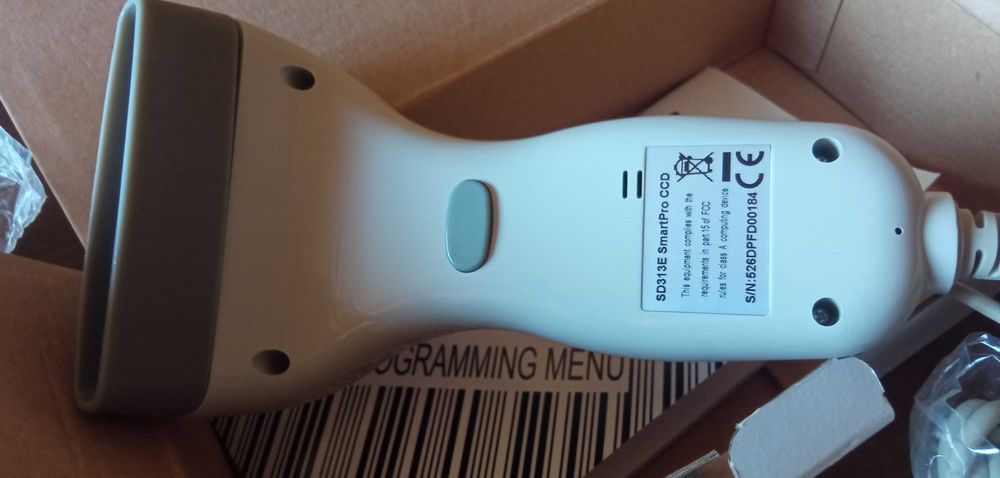 SD313E SmartPro CCD
This equipment complies with the
requirements in part 15 of FCC
rules for class A computing device.
S/N:526DPFD00184
CE
OGRAMMING MENU